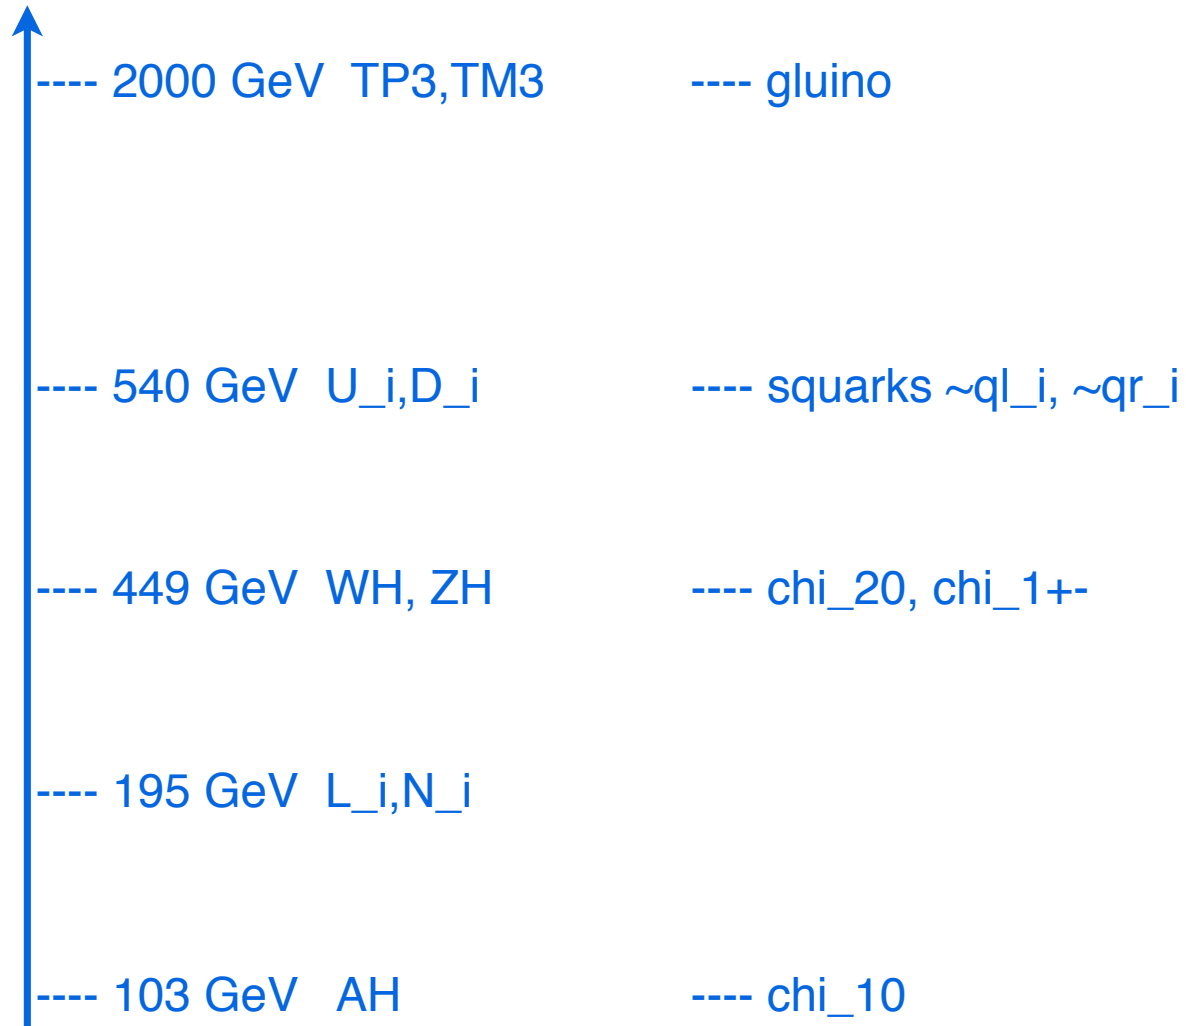 ---- 2000 GeV  TP3,TM3 ---- gluino
---- 540 GeV  U_i,D_i ---- squarks ~ql_i, ~qr_i
---- 449 GeV  WH, ZH ---- chi_20, chi_1+-
---- 195 GeV  L_i,N_i
---- 103 GeV  AH ---- chi_10